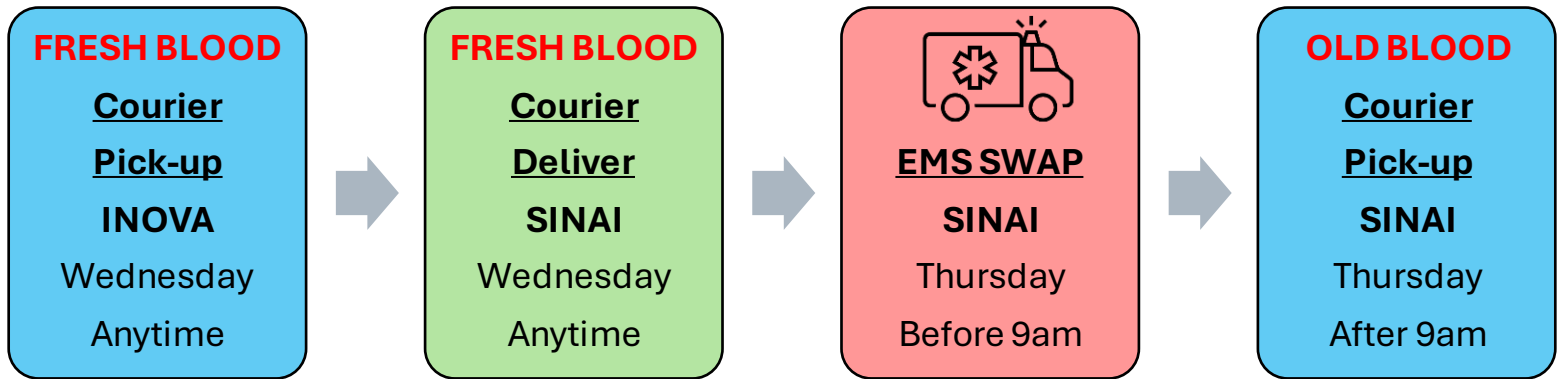 FRESH BLOOD
Courier
Pick-up
INOVA
Wednesday
Anytime
FRESH BLOOD
Courier
Deliver
SINAI
Wednesday
Anytime
EMS SWAP
SINAI
Thursday
Before 9am
OLD BLOOD
Courier
Pick-up
SINAI
Thursday
After 9am